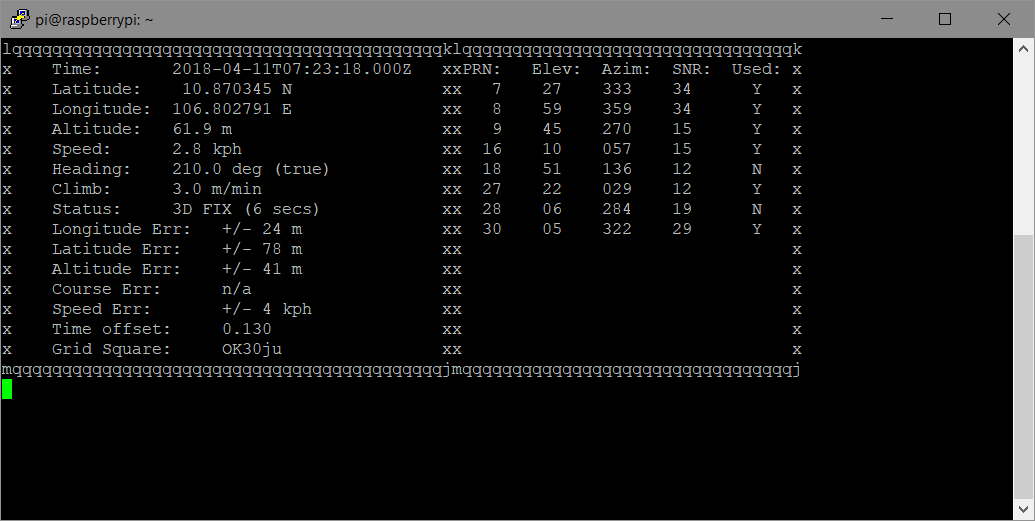 pi@raspberrypi: ~
lqqqqqqqqqqqqqqqqqqqqqqqqqqqqqqqqqqqqqqqqqqqklqqqqqqqqqqqqqqqqqqqqqqqqqqqqqqqqqk
x    Time:       2018-04-11T07:23:18.000Z   xxPRN:   Elev:  Azim:  SNR:  Used: x
x    Latitude:    10.870345 N               xx   7    27    333    34      Y   x
x    Longitude:  106.802791 E               xx   8    59    359    34      Y   x
x    Altitude:   61.9 m                     xx   9    45    270    15      Y   x
x    Speed:      2.8 kph                    xx  16    10    057    15      Y   x
x    Heading:    210.0 deg (true)           xx  18    51    136    12      N   x
x    Climb:      3.0 m/min                  xx  27    22    029    12      Y   x
x    Status:     3D FIX (6 secs)            xx  28    06    284    19      N   x
x    Longitude Err:   +/- 24 m              xx  30    05    322    29      Y   x
x    Latitude Err:    +/- 78 m              xx                                 x
x    Altitude Err:    +/- 41 m              xx                                 x
x    Course Err:      n/a                   xx                                 x
x    Speed Err:       +/- 4 kph             xx                                 x
x    Time offset:     0.130                 xx                                 x
x    Grid Square:     OK30ju                xx                                 x
mqqqqqqqqqqqqqqqqqqqqqqqqqqqqqqqqqqqqqqqqqqqjmqqqqqqqqqqqqqqqqqqqqqqqqqqqqqqqqqj